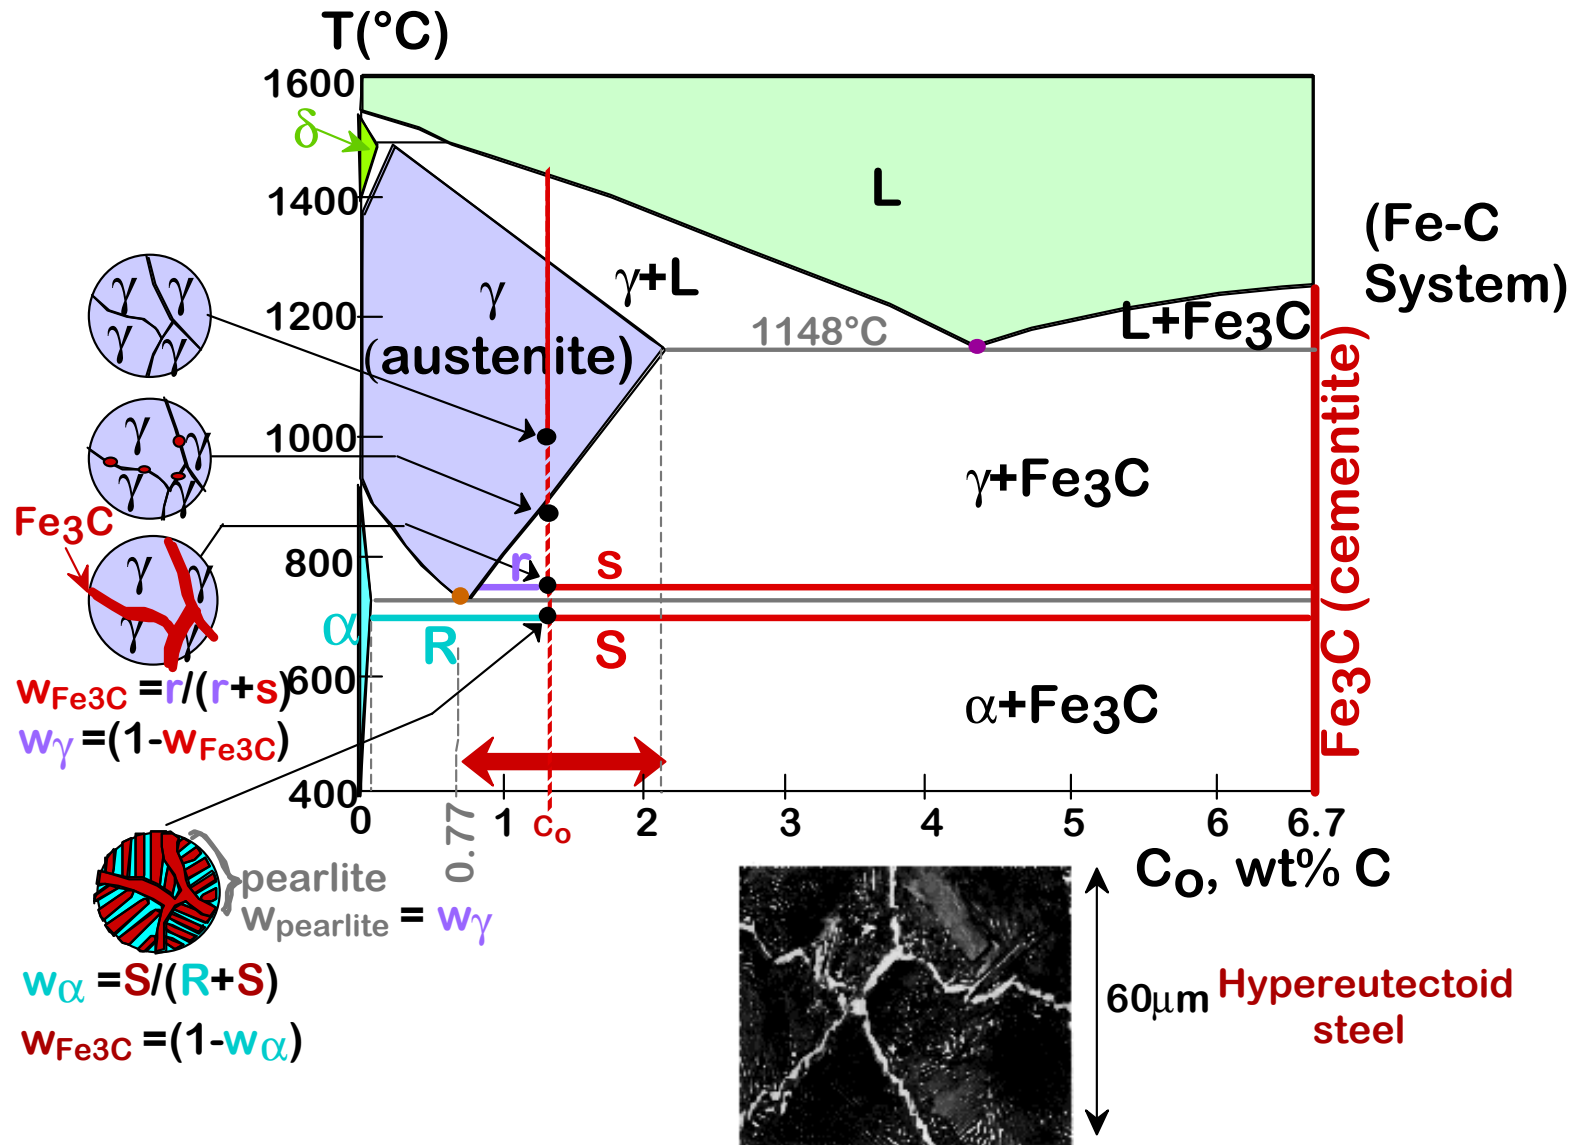 T(°C)
1600
δ
1400
L
(Fe-C
System)
γ γ
γ
γ
γ
γ+L
1200
1148°C
L+Fe3C
(austenite)
γ
γ
γ
1000
γ+Fe3C
Fe3C
γ
γ
γ
800
r
s
α
R
S
600
α+Fe3C
Fe3C (cementite)
wFe3C =r/(r+s)
wγ =(1-wFe3C)
400
0
1
2
3
4
5
6
6.7
co
0.77
Co, wt% C
pearlite
wpearlite = wγ
wα =S/(R+S)
wFe3C =(1-wα)
60μm
Hypereutectoid
steel